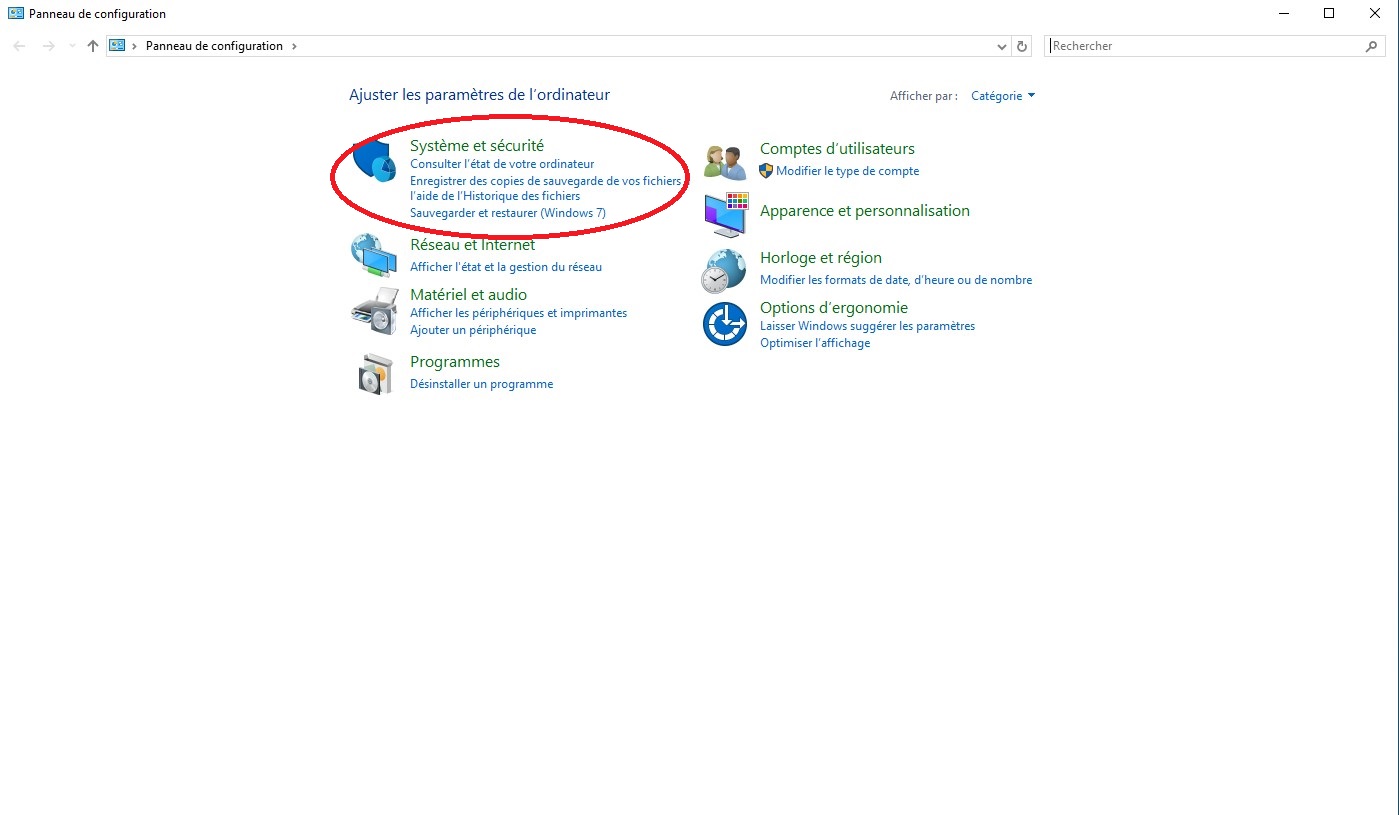 Panneau de configuration
Panneau de configuration
Rechercher
Ajuster les paramètres de l'ordinateur
Afficher par :
Catégorie
Système et sécurité
Consulter l'état de votre ordinateur
Enregistrer des copies de sauvegarde de vos fichiers
l'aide de l'Historique des fichiers
Sauvegarder et restaurer (Windows 7)
Réseau et Internet
Afficher l'état et la gestion du réseau
Matériel et audio
Afficher les périphériques et imprimantes
Ajouter un périphérique
Programmes
Désinstaller un programme
Comptes d'utilisateurs
Modifier le type de compte
Apparence et personnalisation
Horloge et région
Modifier les formats de date, d'heure ou de nombre
Options d'ergonomie
Laisser Windows suggérer les paramètres
Optimiser l'affichage